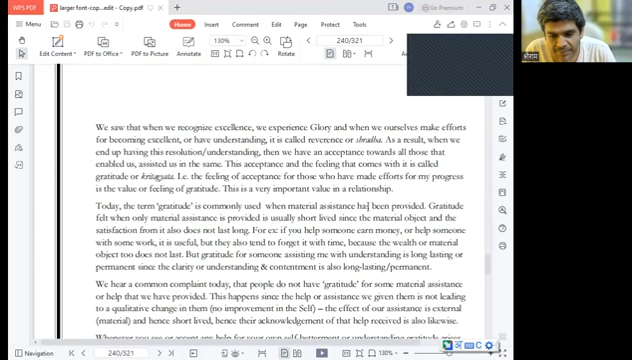 WPS PDF
larger font-cop...edit - Copy.pdf
Go Premium
Menu
Home
Insert
Comment
Edit
Page
Protect
Tools
Edit Content
PDF to Office
PDF to Picture
Annotate
130%
Rotate
240/321
We saw that when we recognize excellence, we experience Glory and when we ourselves make efforts
for becoming excellent, or have understanding, it is called reverence or shradha. As a result, when we
end up having this resolution/understanding, then we have an acceptance towards all those that
enabled us, assisted us in the same. This acceptance and the feeling that comes with it is called
gratitude or kritagyata. I.e. the feeling of acceptance for those who have made efforts for my progress
is the value or feeling of gratitude. This is a very important value in a relationship.
Today, the term 'gratitude' is commonly used when material assistance has been provided. Gratitude
felt when only material assistance is provided is usually short lived since the material object and the
satisfaction from it also does not last long. For ex: if you help someone earn money, or help someone
with some work, it is useful, but they also tend to forget it with time, because the wealth or material
object too does not last. But gratitude for someone assisting me with understanding is long lasting or
permanent since the clarity or understanding & contentment is also long-lasting/permanent.
We hear a common complaint today, that people do not have 'gratitude' for some material assistance
or help that we have provided. This happens since the help or assistance we given them is not leading
to a qualitative change in them (no improvement in the Self) – the effect of our assistance is external
(material) and hence short lived, hence their acknowledgement of that help received is also likewise.
Navigation
240/321
130%
श्रीराम